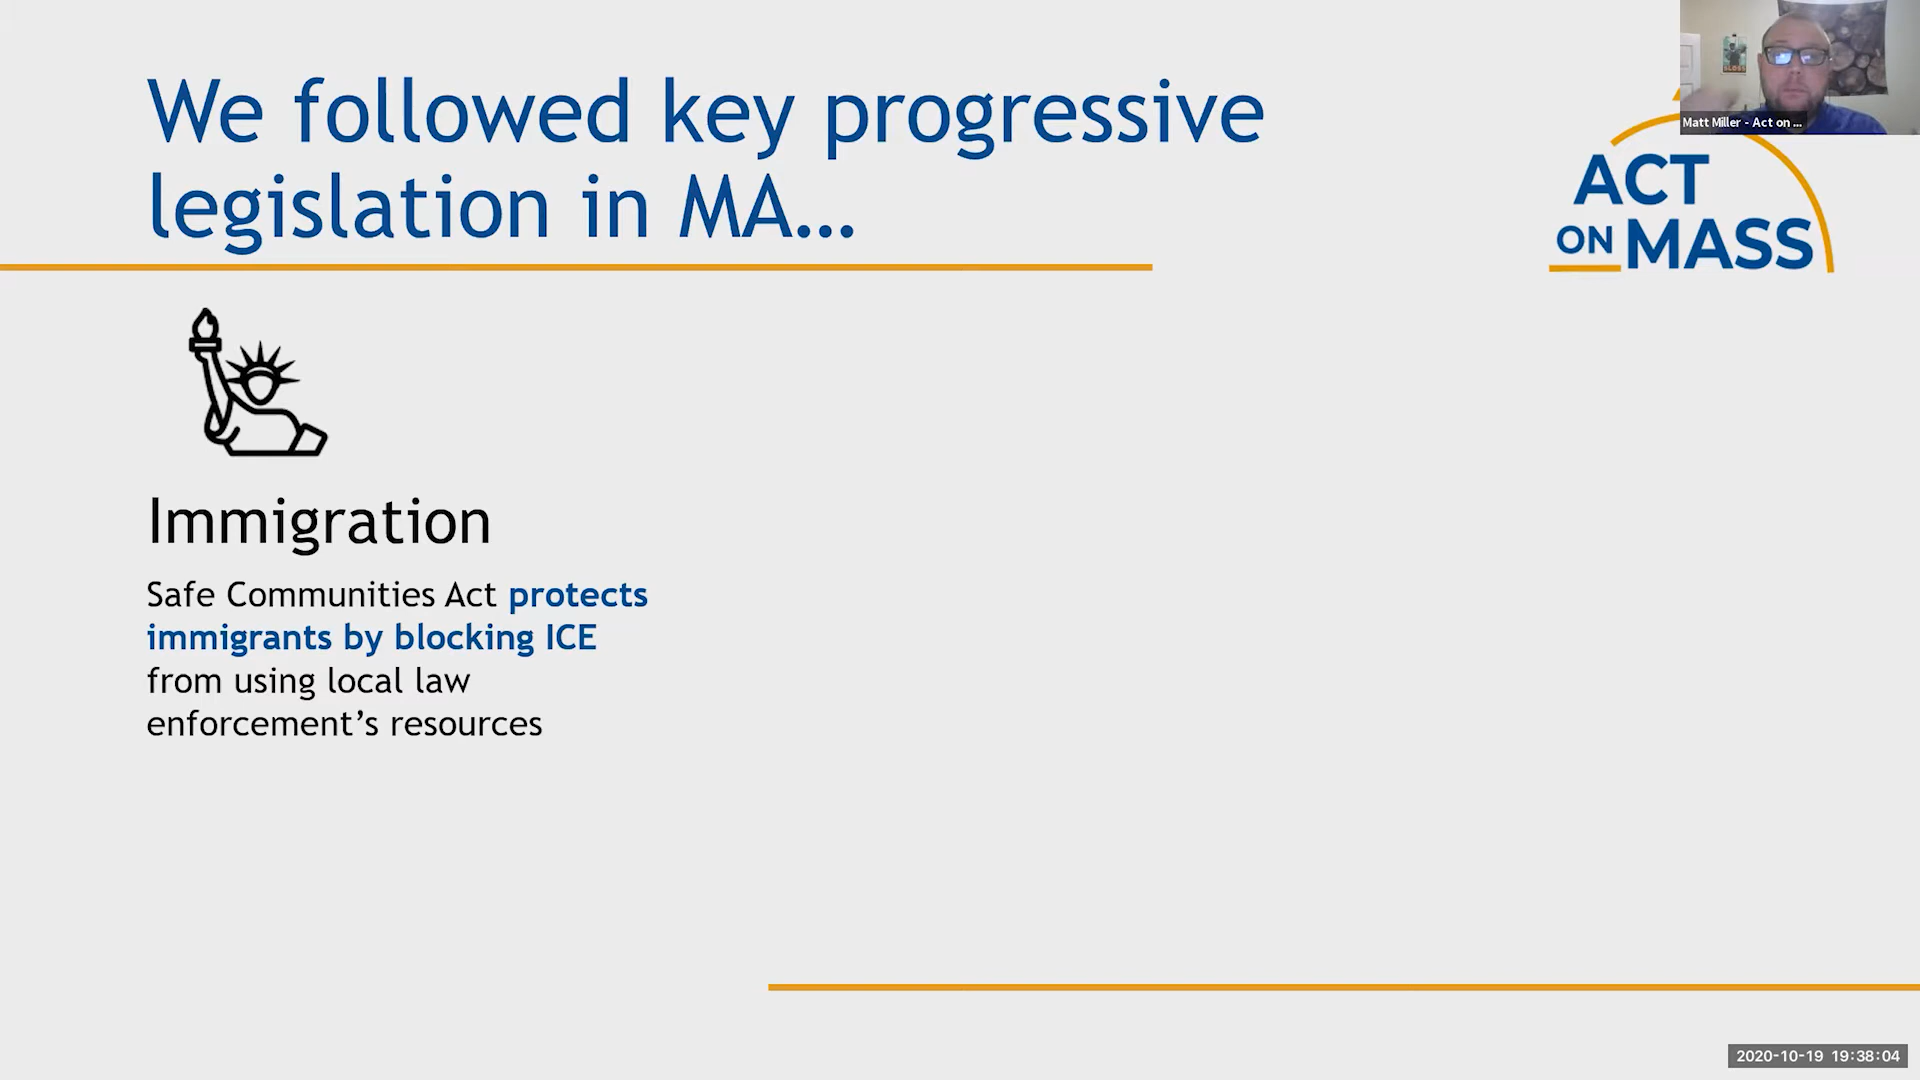 We followed key progressive
legislation in MA...
Matt Miller - Act on ...
ACT
ON MASS
Immigration
Safe Communities Act protects
immigrants by blocking ICE
from using local law
enforcement’s resources
2020-10-19 19:38:04